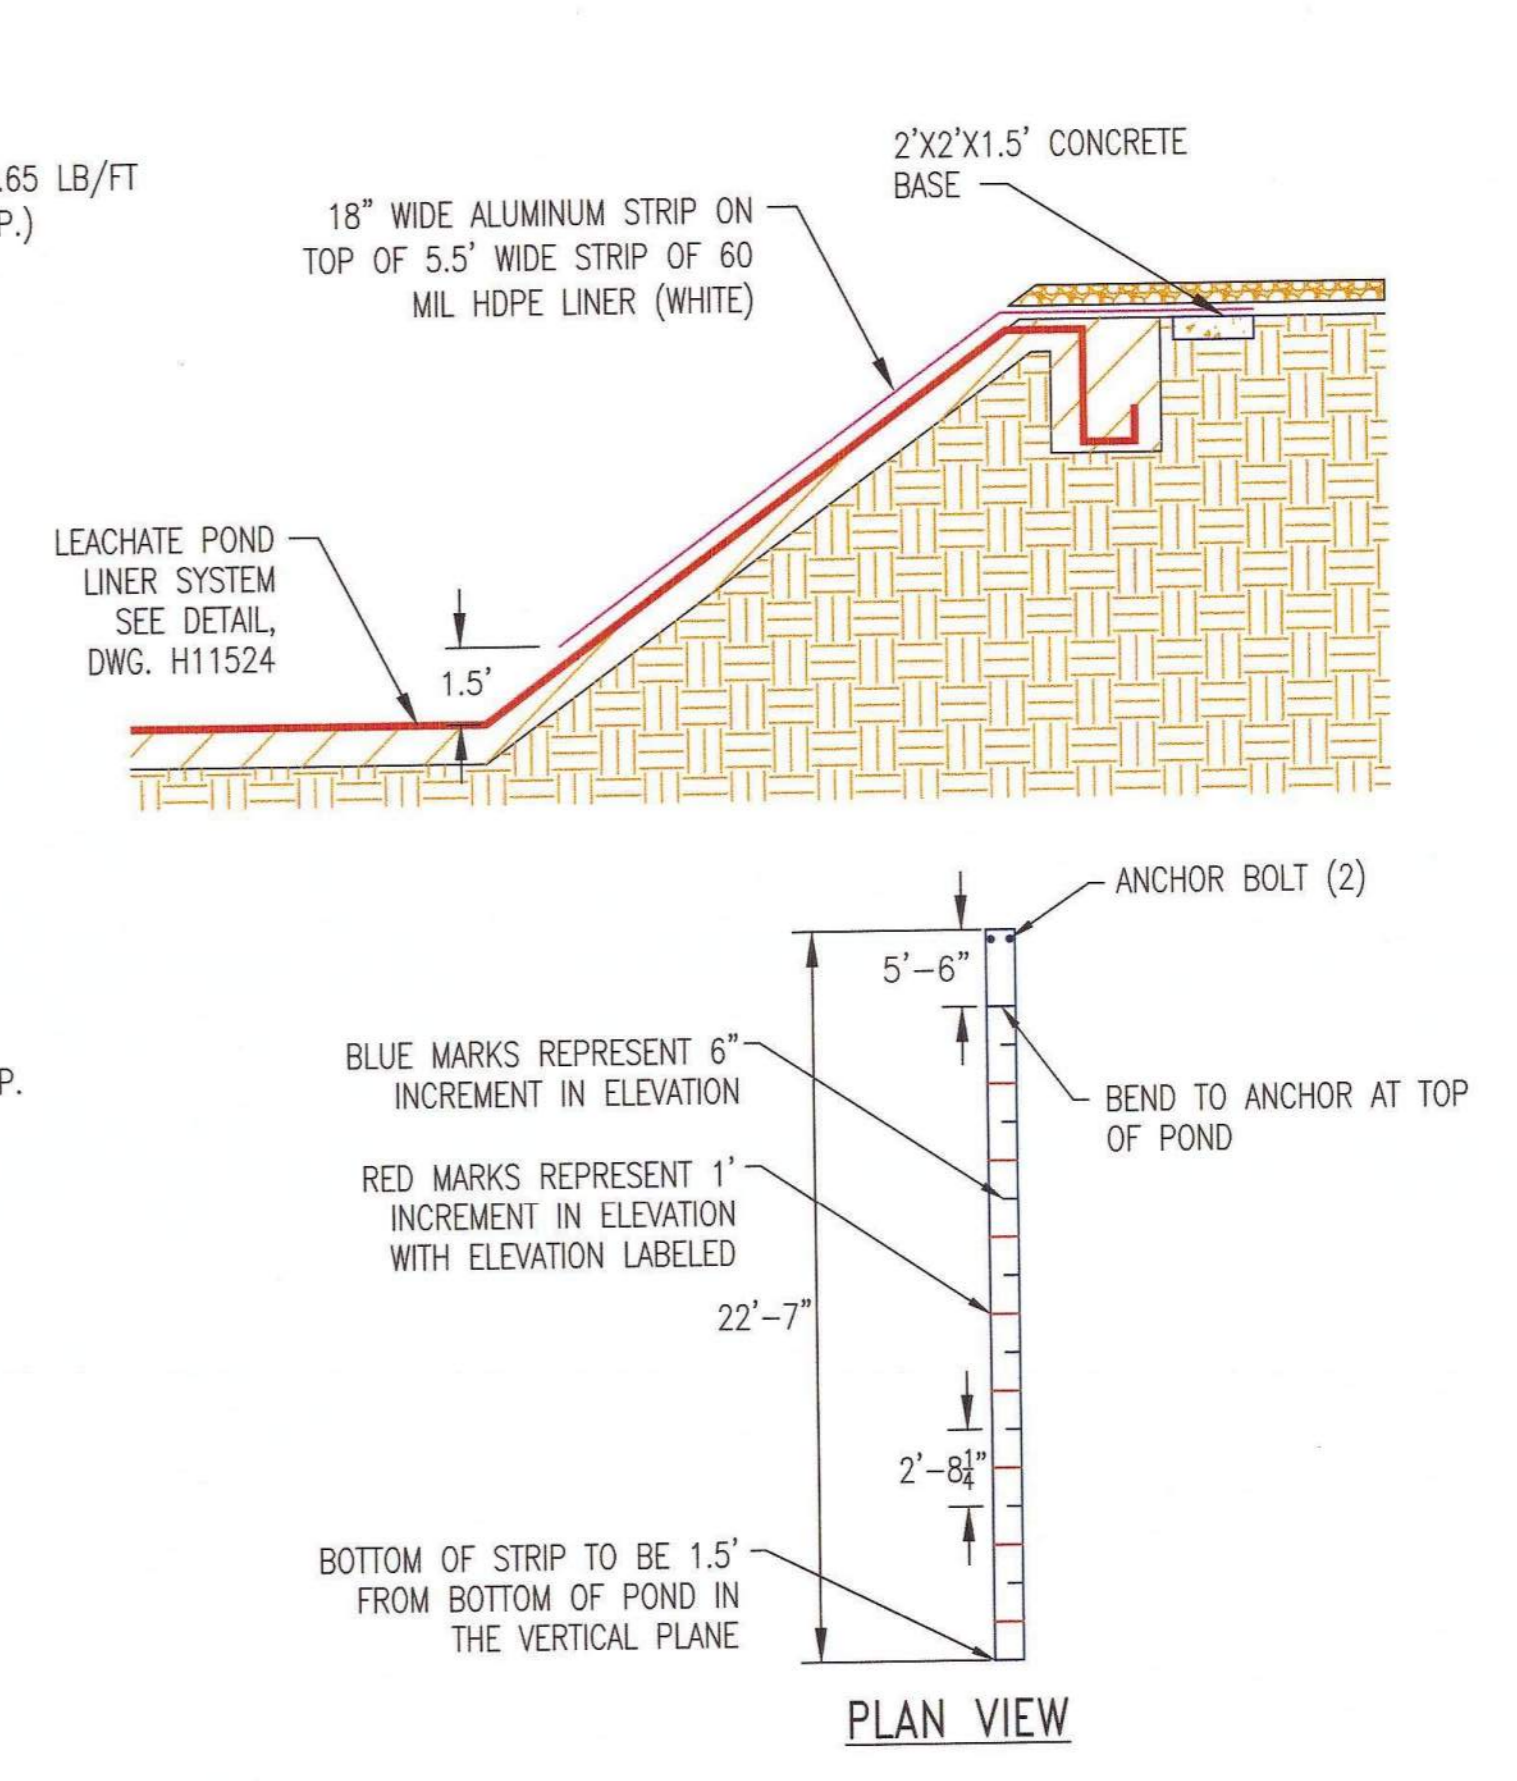 .65 LB/FT
P.)
18” WIDE ALUMINUM STRIP ON
TOP OF 5.5’ WIDE STRIP OF 60
MIL HDPE LINER (WHITE)
2’X2’X1.5’ CONCRETE
BASE
LEACHATE POND
LINER SYSTEM
SEE DETAIL,
DWG. H11524
1.5’
ANCHOR BOLT (2)
5’-6”
P.
BLUE MARKS REPRESENT 6”
INCREMENT IN ELEVATION
BEND TO ANCHOR AT TOP
OF POND
RED MARKS REPRESENT 1’
INCREMENT IN ELEVATION
WITH ELEVATION LABELED
22’-7”
2’-8¼”
BOTTOM OF STRIP TO BE 1.5’
FROM BOTTOM OF POND IN
THE VERTICAL PLANE
PLAN VIEW